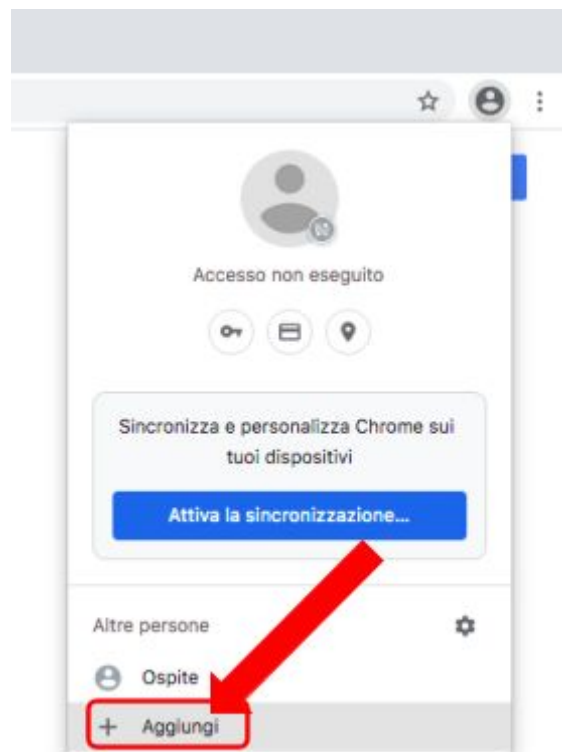 Accesso non eseguito
Sincronizza e personalizza Chrome sui
tuoi dispositivi
Attiva la sincronizzazione...
Altre persone
Ospite
+ Aggiungi